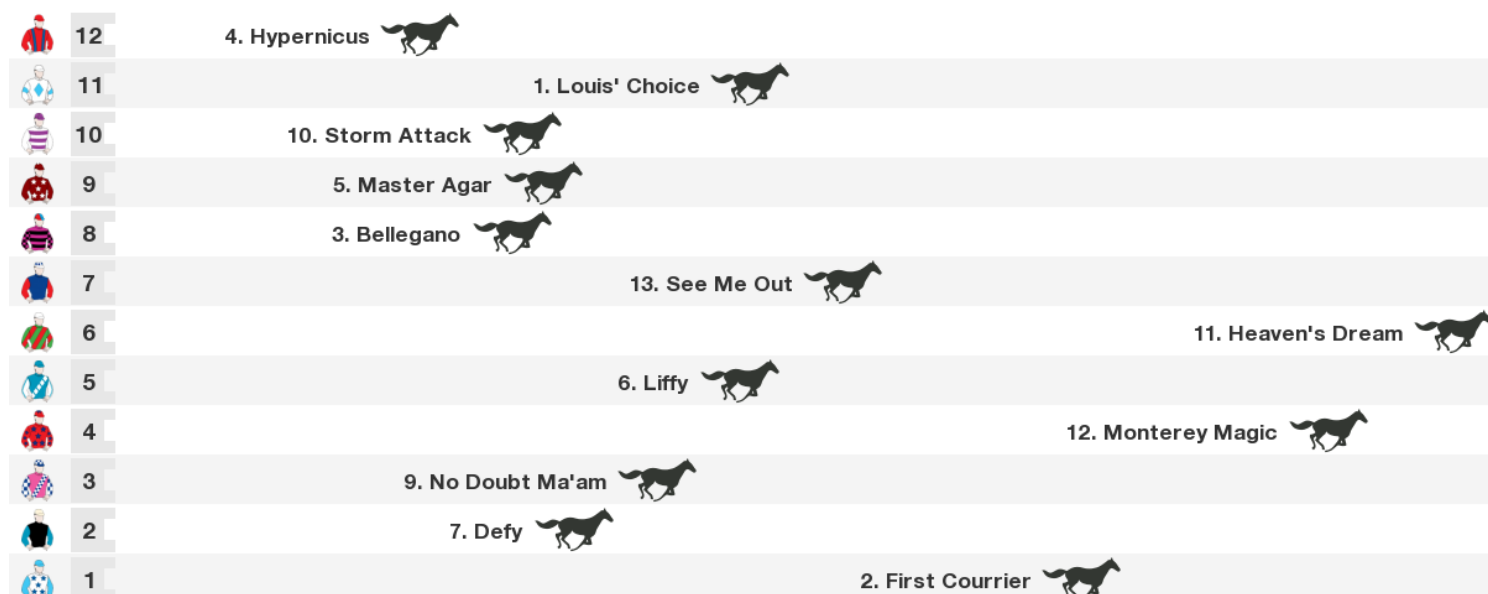 12 4. Hypernicus
11 1. Louis' Choice
10 10. Storm Attack
9 5. Master Agar
8 3. Bellegano
7 13. See Me Out
6 11. Heaven's Dream
5 6. Liffy
4 12. Monterey Magic
3 9. No Doubt Ma'am
2 7. Defy
1 2. First Courrier